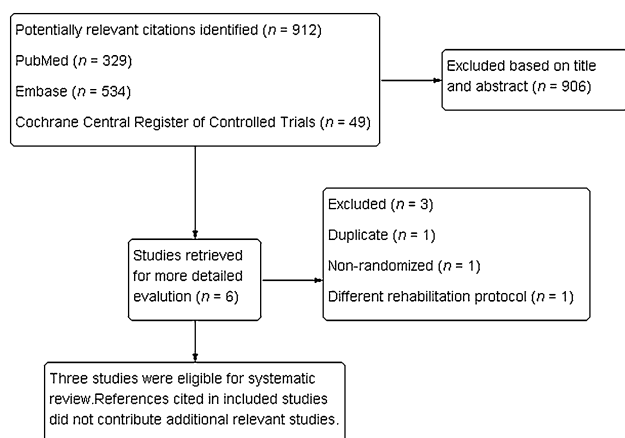 Potentially relevant citations identified (n = 912)
PubMed (n = 329)
Embase (n = 534)
Cochrane Central Register of Controlled Trials (n = 49)
Excluded based on title
and abstract (n = 906)
Studies retrieved
for more detailed
evalution (n = 6)
Excluded (n = 3)
Duplicate (n = 1)
Non-randomized (n = 1)
Different rehabilitation protocol (n = 1)
Three studies were eligible for systematic
review.References cited in included studies
did not contribute additional relevant studies.